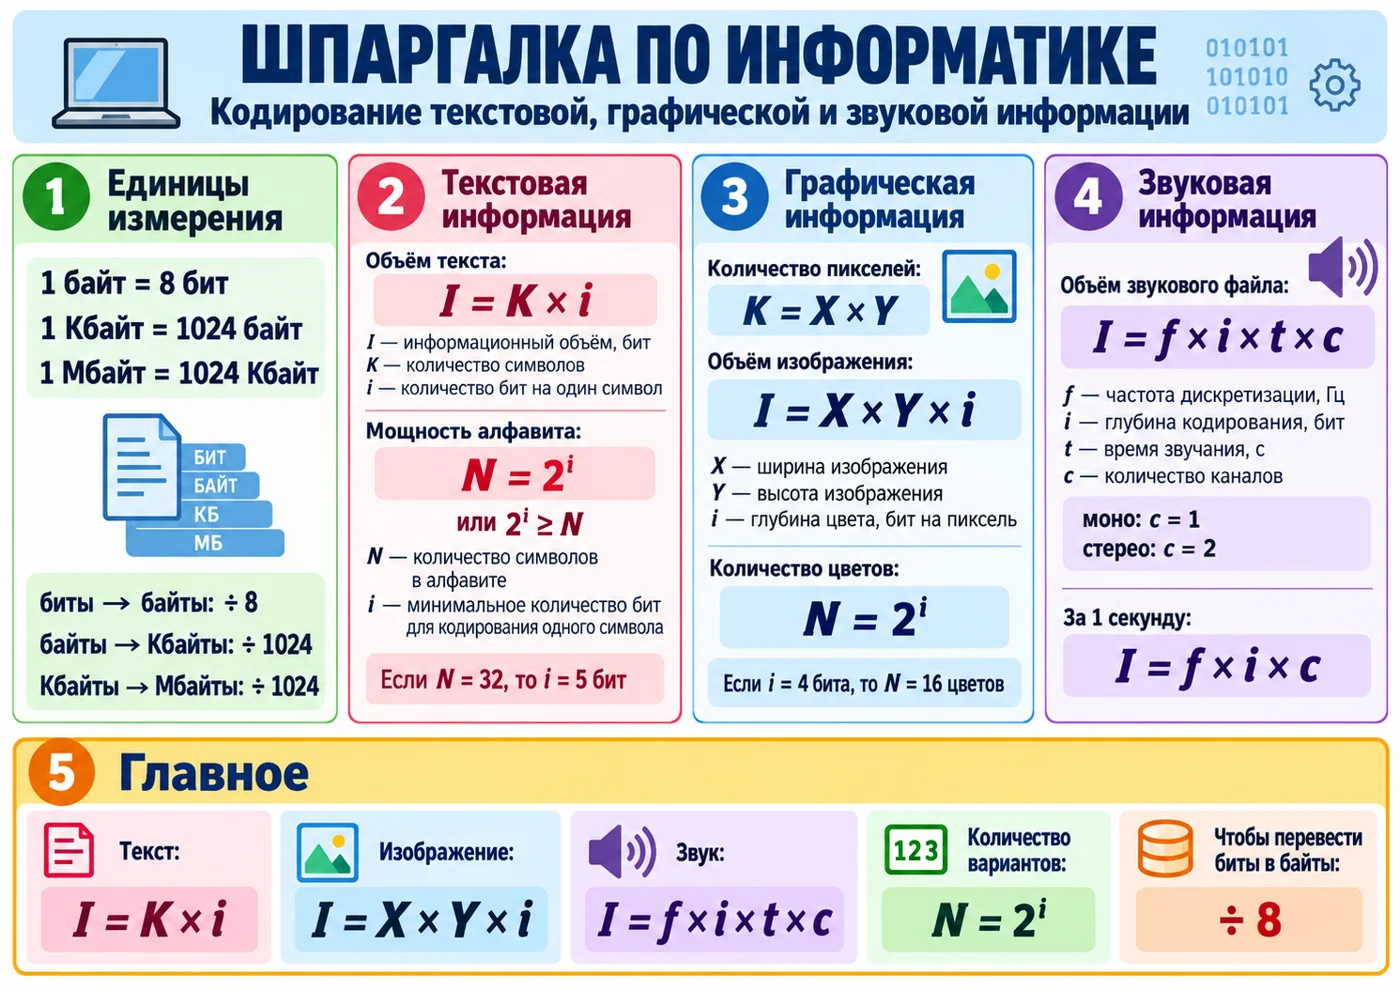 ШПАРГАЛКА ПО ИНФОРМАТИКЕ
Кодирование текстовой, графической и звуковой информации
010101
101010
010101
1 Единицы
измерения
1 байт = 8 бит
1 Кбайт = 1024 байт
1 Мбайт = 1024 Кбайт
БИТ
БАЙТ
КБ
МБ
биты → байты: ÷ 8
байты → Кбайты: ÷ 1024
Кбайты → Мбайты: ÷ 1024
2 Текстовая
информация
Объём текста:
I = K × i
I — информационный объём, бит
K — количество символов
i — количество бит на один символ
Мощность алфавита:
N = 2ⁱ
или 2ⁱ ≥ N
N — количество символов
в алфавите
i — минимальное количество бит
для кодирования одного символа
Если N = 32, то i = 5 бит
3 Графическая
информация
Количество пикселей:
K = X × Y
Объём изображения:
I = X × Y × i
X — ширина изображения
Y — высота изображения
i — глубина цвета, бит на пиксель
Количество цветов:
N = 2ⁱ
Если i = 4 бита, то N = 16 цветов
4 Звуковая
информация
Объём звукового файла:
I = f × i × t × c
f — частота дискретизации, Гц
i — глубина кодирования, бит
t — время звучания, с
c — количество каналов
моно: c = 1
стерео: c = 2
За 1 секунду:
I = f × i × c
5 Главное
Текст:
I = K × i
Изображение:
I = X × Y × i
Звук:
I = f × i × t × c
123
Количество
вариантов:
N = 2ⁱ
Чтобы перевести
биты в байты:
÷ 8